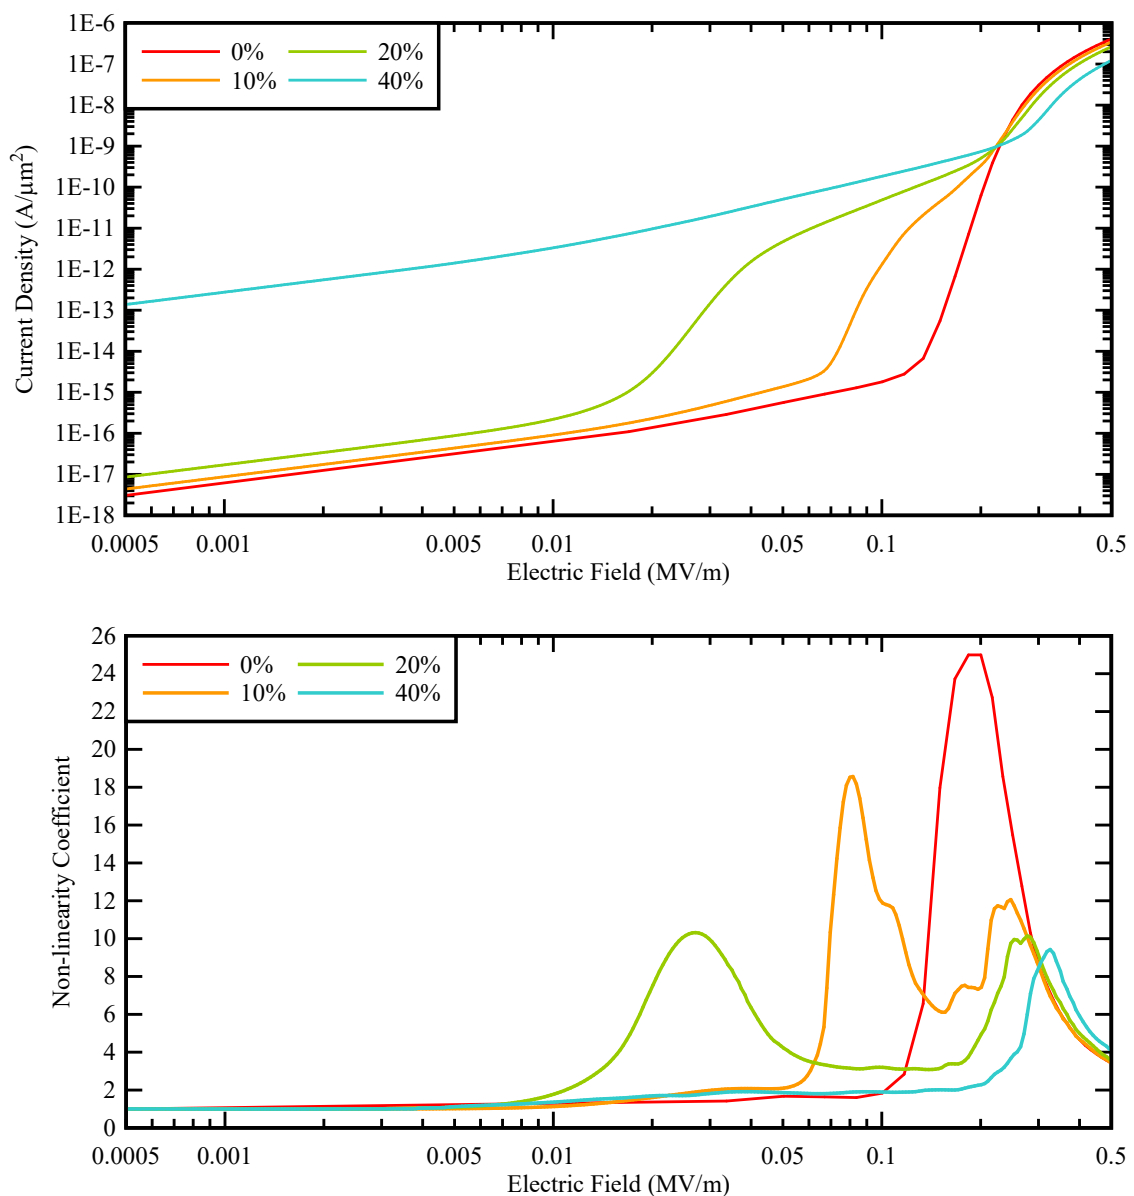 1E-6
1E-7
1E-8
1E-9
1E-10
1E-11
1E-12
1E-13
1E-14
1E-15
1E-16
1E-17
1E-18
Current Density (A/μm²)
0% 20%
10% 40%
0.0005 0.001 0.005 0.01 0.05 0.1 0.5
Electric Field (MV/m)
26
24
22
20
18
16
14
12
10
8
6
4
2
0
Non-linearity Coefficient
0% 20%
10% 40%
0.0005 0.001 0.005 0.01 0.05 0.1 0.5
Electric Field (MV/m)